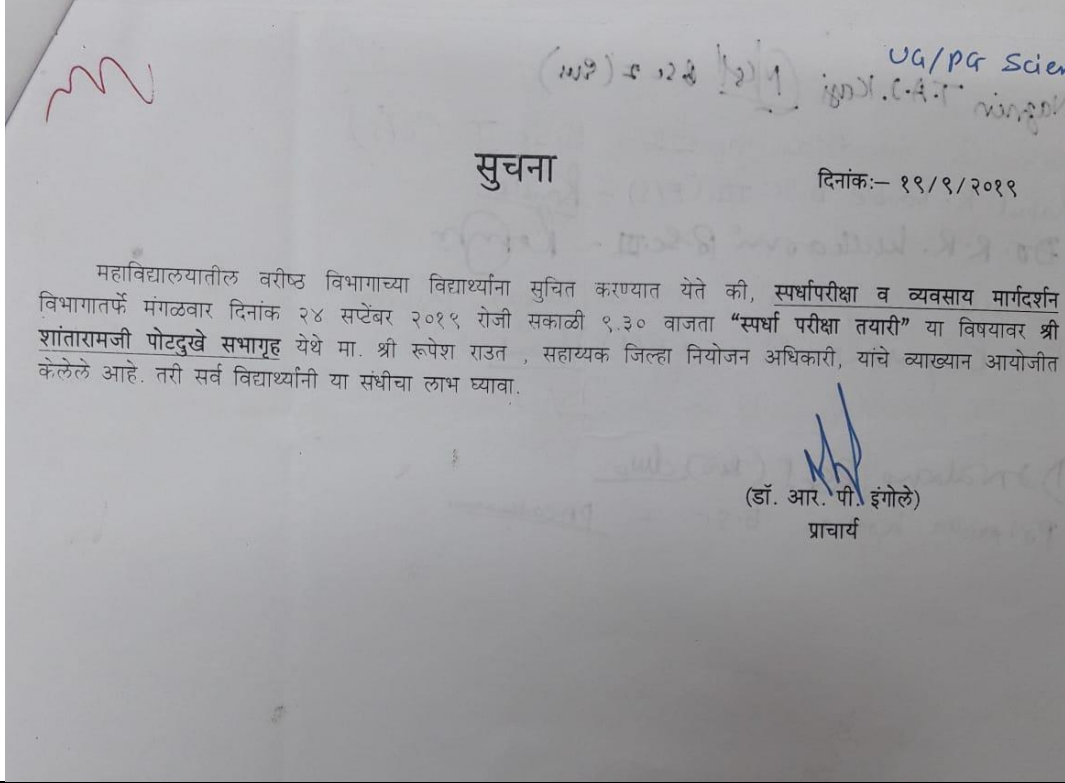 UG/PG Scien
सुचना
दिनांक:– १९/९/२०१९
महाविद्यालयातील वरीष्ठ विभागाच्या विद्यार्थ्यांना सुचित करण्यात येते की, स्पर्धापरीक्षा व व्यवसाय मार्गदर्शन
विभागातर्फे मंगळवार दिनांक २४ सप्टेंबर २०१९ रोजी सकाळी ९.३० वाजता “स्पर्धा परीक्षा तयारी” या विषयावर श्री
शांतारामजी पोटदुखे सभागृह येथे मा. श्री रूपेश राउत , सहाय्यक जिल्हा नियोजन अधिकारी, यांचे व्याख्यान आयोजीत
केलेले आहे. तरी सर्व विद्यार्थ्यांनी या संधीचा लाभ घ्यावा.
(डॉ. आर. पी. इंगोले)
प्राचार्य